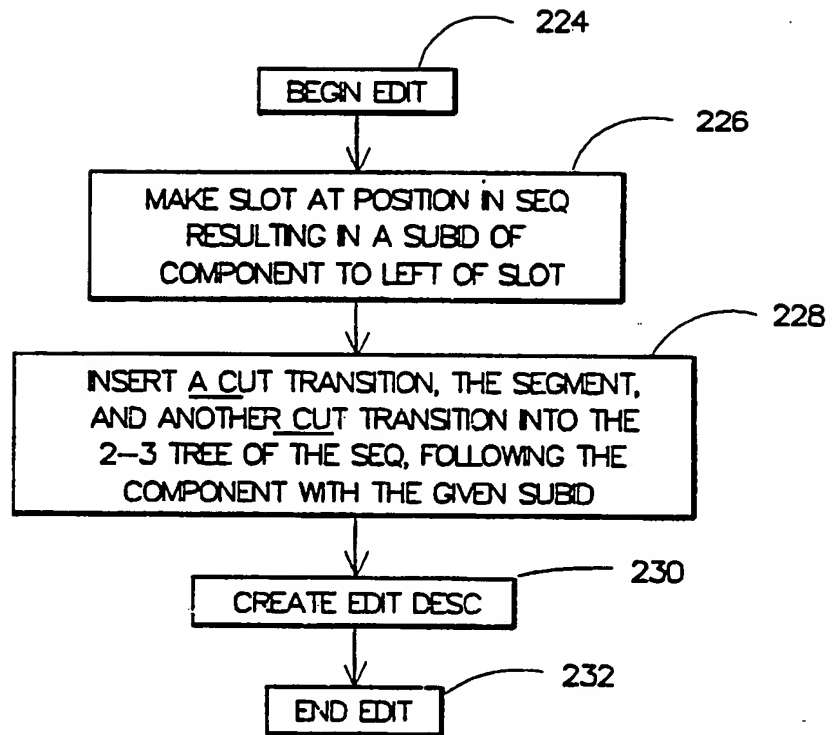 224
BEGIN EDIT
226
MAKE SLOT AT POSITION IN SEQ
RESULTING IN A SUBID OF
COMPONENT TO LEFT OF SLOT
228
INSERT A CUT TRANSITION, THE SEGMENT,
AND ANOTHER CUT TRANSITION INTO THE
2-3 TREE OF THE SEQ, FOLLOWING THE
COMPONENT WITH THE GIVEN SUBID
230
CREATE EDIT DESC
232
END EDIT